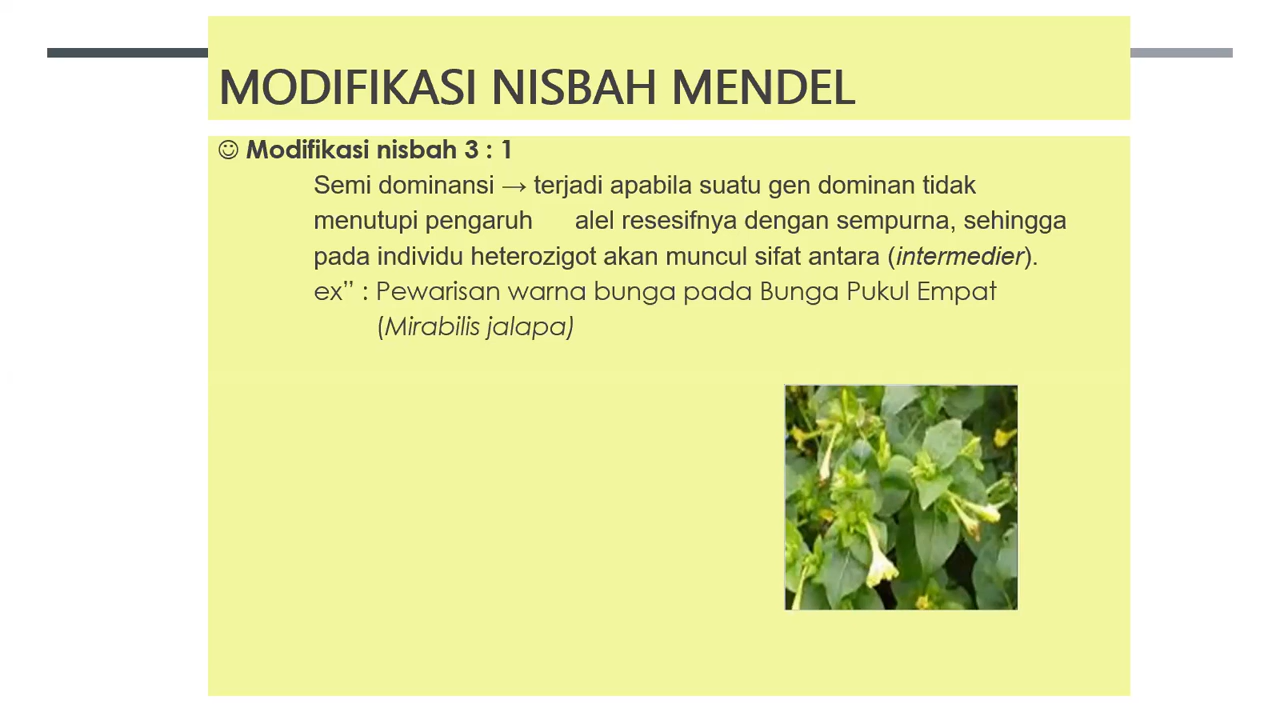 MODIFIKASI NISBAH MENDEL
☺ Modifikasi nisbah 3 : 1
Semi dominansi → terjadi apabila suatu gen dominan tidak
menutupi pengaruh alel resesifnya dengan sempurna, sehingga
pada individu heterozigot akan muncul sifat antara (intermedier).
ex” : Pewarisan warna bunga pada Bunga Pukul Empat
(Mirabilis jalapa)